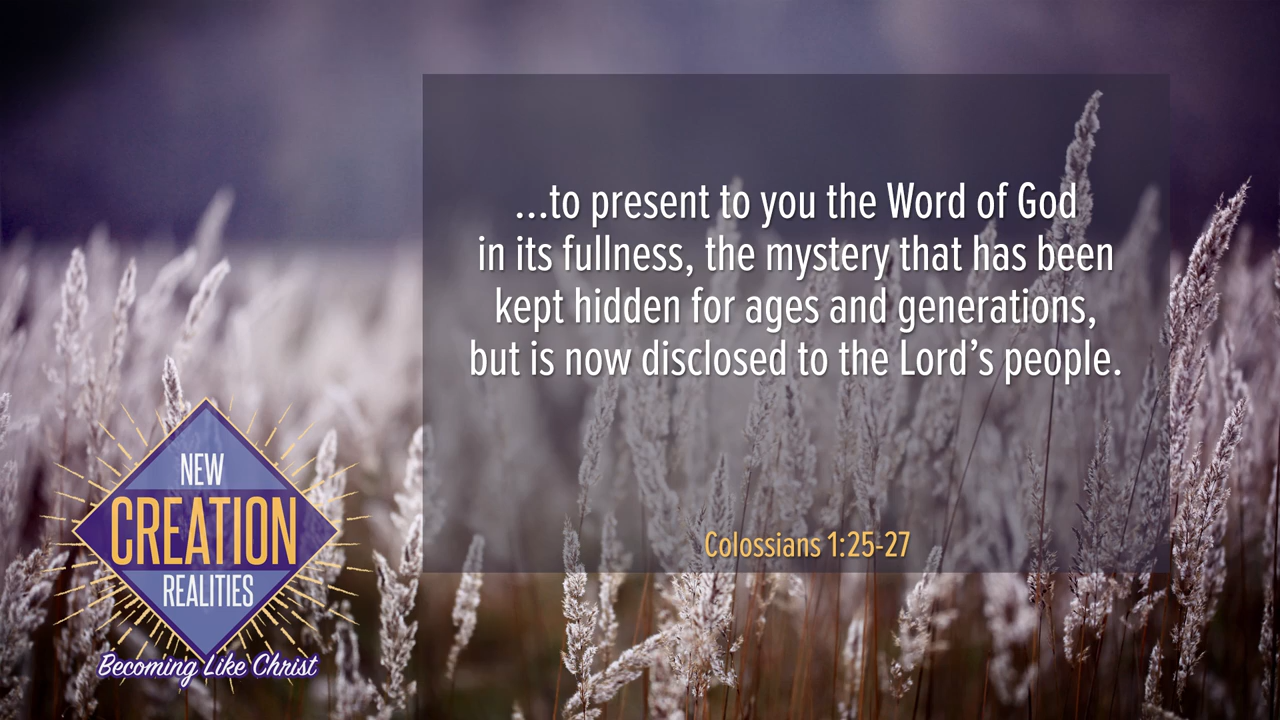 ...to present to you the Word of God
in its fullness, the mystery that has been
kept hidden for ages and generations,
but is now disclosed to the Lord’s people.
Colossians 1:25-27
NEW
CREATION
REALITIES
Becoming Like Christ